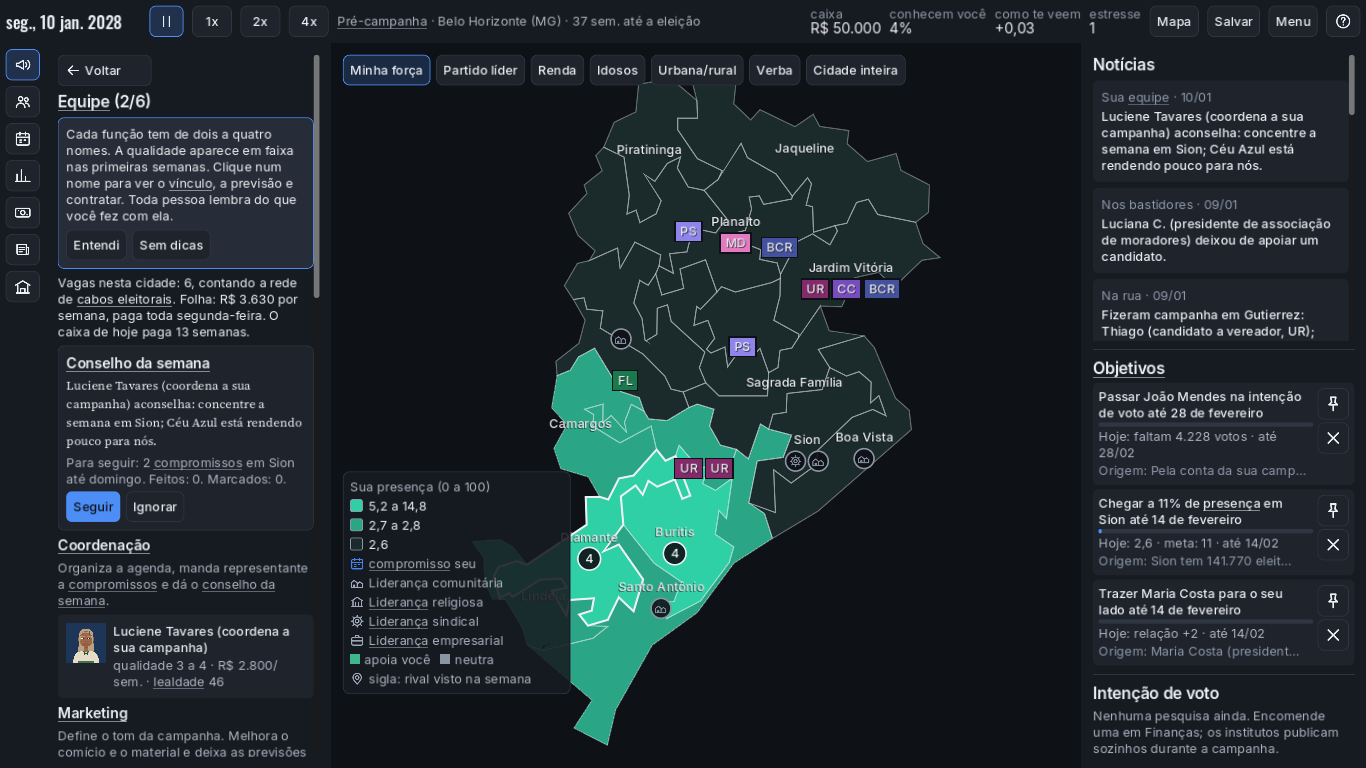 seg., 10 jan. 2028
1x
2x
4x
Pré-campanha · Belo Horizonte (MG) · 37 sem. até a eleição
caixa
R$ 50.000
conhecem você
4%
como te veem
+0,03
estresse
1
Mapa
Salvar
Menu
Voltar
Equipe (2/6)
Cada função tem de dois a quatro
nomes. A qualidade aparece em faixa
nas primeiras semanas. Clique num
nome para ver o vínculo, a previsão e
contratar. Toda pessoa lembra do que
você fez com ela.
Entendi
Sem dicas
Vagas nesta cidade: 6, contando a rede
de cabos eleitorais. Folha: R$ 3.630 por
semana, paga toda segunda-feira. O
caixa de hoje paga 13 semanas.
Conselho da semana
Luciene Tavares (coordena a sua
campanha) aconselha: concentre a
semana em Sion; Céu Azul está rendendo
pouco para nós.
Para seguir: 2 compromissos em Sion
até domingo. Feitos: 0. Marcados: 0.
Seguir
Ignorar
Coordenação
Organiza a agenda, manda representante
a compromissos e dá o conselho da
semana.
Luciene Tavares (coordena a
sua campanha)
qualidade 3 a 4 · R$ 2.800/
sem. · lealdade 46
Marketing
Define o tom da campanha. Melhora o
comício e o material e deixa as previsões
Minha força
Partido líder
Renda
Idosos
Urbana/rural
Verba
Cidade inteira
Piratininga
Jaqueline
Planalto
PS
MD
BCR
Jardim Vitória
UR
CC
BCR
PS
FL
Sagrada Família
Camargos
Sion
Boa Vista
UR
UR
Buritis
4
Diamante
4
Santo Antônio
Lindéia
Sua presença (0 a 100)
5,2 a 14,8
2,7 a 2,8
2,6
compromisso seu
Liderança comunitária
Liderança religiosa
Liderança sindical
Liderança empresarial
apoia você
neutra
sigla: rival visto na semana
Notícias
Sua equipe · 10/01
Luciene Tavares (coordena a sua
campanha) aconselha: concentre a
semana em Sion; Céu Azul está
rendendo pouco para nós.
Nos bastidores · 09/01
Luciana C. (presidente de associação
de moradores) deixou de apoiar um
candidato.
Na rua · 09/01
Fizeram campanha em Gutierrez:
Thiago (candidato a vereador, UR);
Objetivos
Passar João Mendes na intenção
de voto até 28 de fevereiro
Hoje: faltam 4.228 votos · até
28/02
Origem: Pela conta da sua camp...
Chegar a 11% de presença em
Sion até 14 de fevereiro
Hoje: 2,6 · meta: 11 · até 14/02
Origem: Sion tem 141.770 eleit...
Trazer Maria Costa para o seu
lado até 14 de fevereiro
Hoje: relação +2 · até 14/02
Origem: Maria Costa (president...
Intenção de voto
Nenhuma pesquisa ainda. Encomende
uma em Finanças; os institutos publicam
sozinhos durante a campanha.